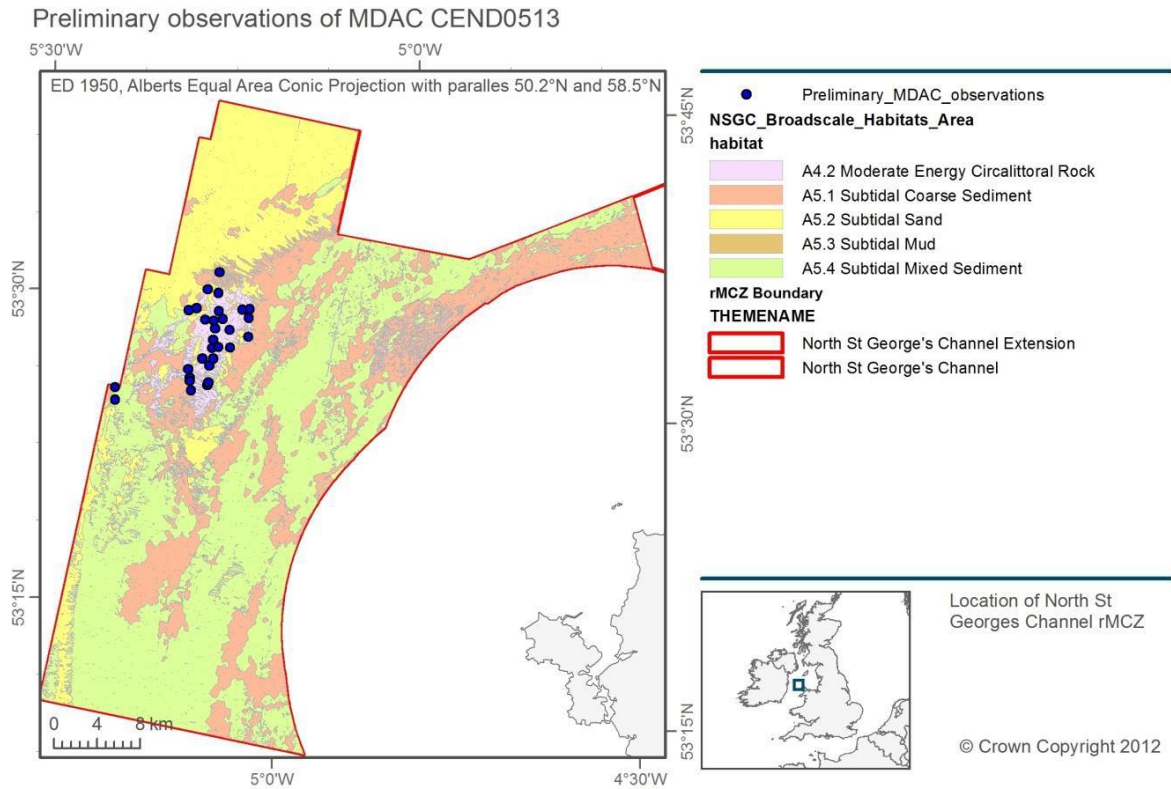 Preliminary observations of MDAC CEND0513
5°30'W
5°0'W
ED 1950, Alberts Equal Area Conic Projection with paralles 50.2°N and 58.5°N
53°45'N
53°30'N
53°30'N
53°15'N
53°15'N
0 4 8 km
5°0'W
4°30'W
Preliminary_MDAC_observations
NSGC_Broadscale_Habitats_Area
habitat
A4.2 Moderate Energy Circalittoral Rock
A5.1 Subtidal Coarse Sediment
A5.2 Subtidal Sand
A5.3 Subtidal Mud
A5.4 Subtidal Mixed Sediment
rMCZ Boundary
THEMENAME
North St George's Channel Extension
North St George's Channel
Location of North St
Georges Channel rMCZ
© Crown Copyright 2012